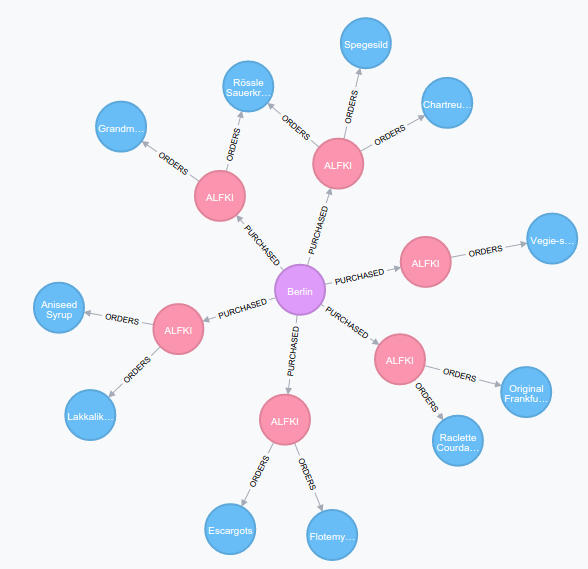 Spegesild
Rössle
Sauerkr…
Chartreu…
Grandm…
ORDERS
ORDERS
ORDERS
ORDERS
ORDERS
ALFKI
ALFKI
PURCHASED
PURCHASED
Vegie-s…
ORDERS
ALFKI
PURCHASED
Berlin
Aniseed
Syrup
ORDERS
ALFKI
PURCHASED
PURCHASED
ALFKI
ORDERS
Original
Frankfu…
ORDERS
Lakkalik…
ORDERS
PURCHASED
ALFKI
Raclette
Courda…
ORDERS
ORDERS
Escargots
Flotemy…